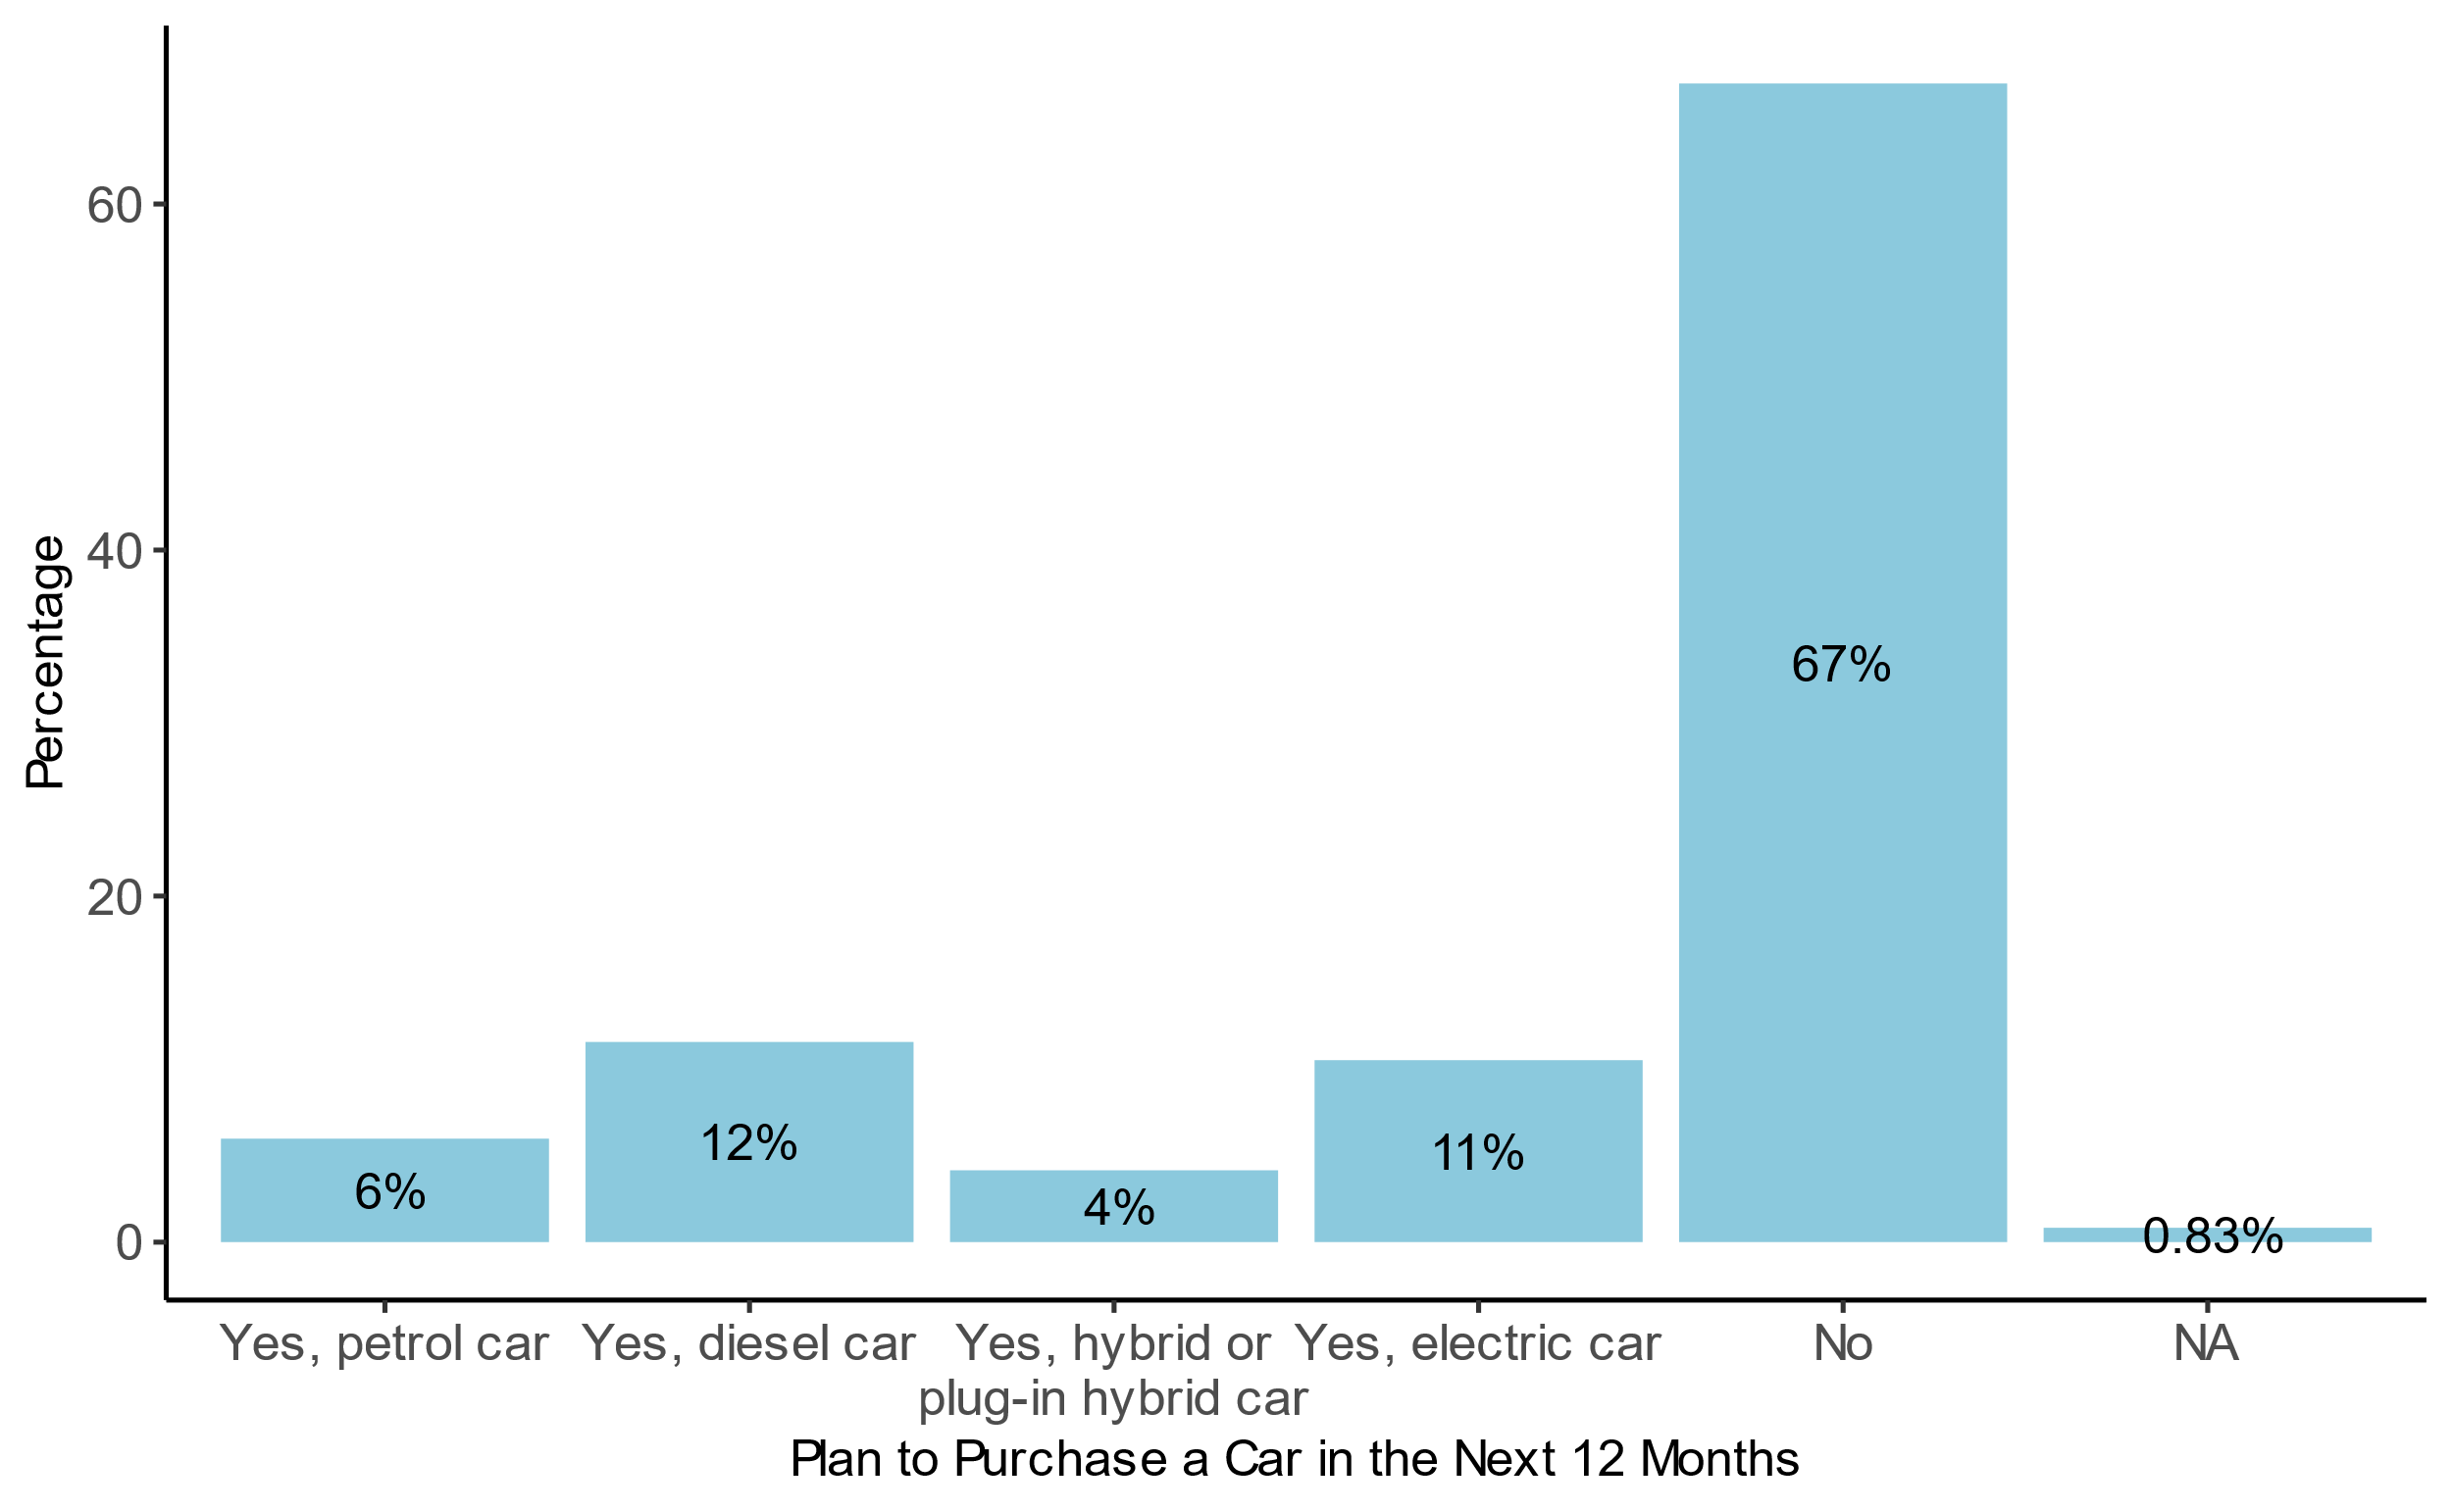 Percentage
60
40
20
0
6%
12%
4%
11%
67%
0.83%
Yes, petrol car
Yes, diesel car
Yes, hybrid or
plug-in hybrid car
Yes, electric car
No
NA
Plan to Purchase a Car in the Next 12 Months